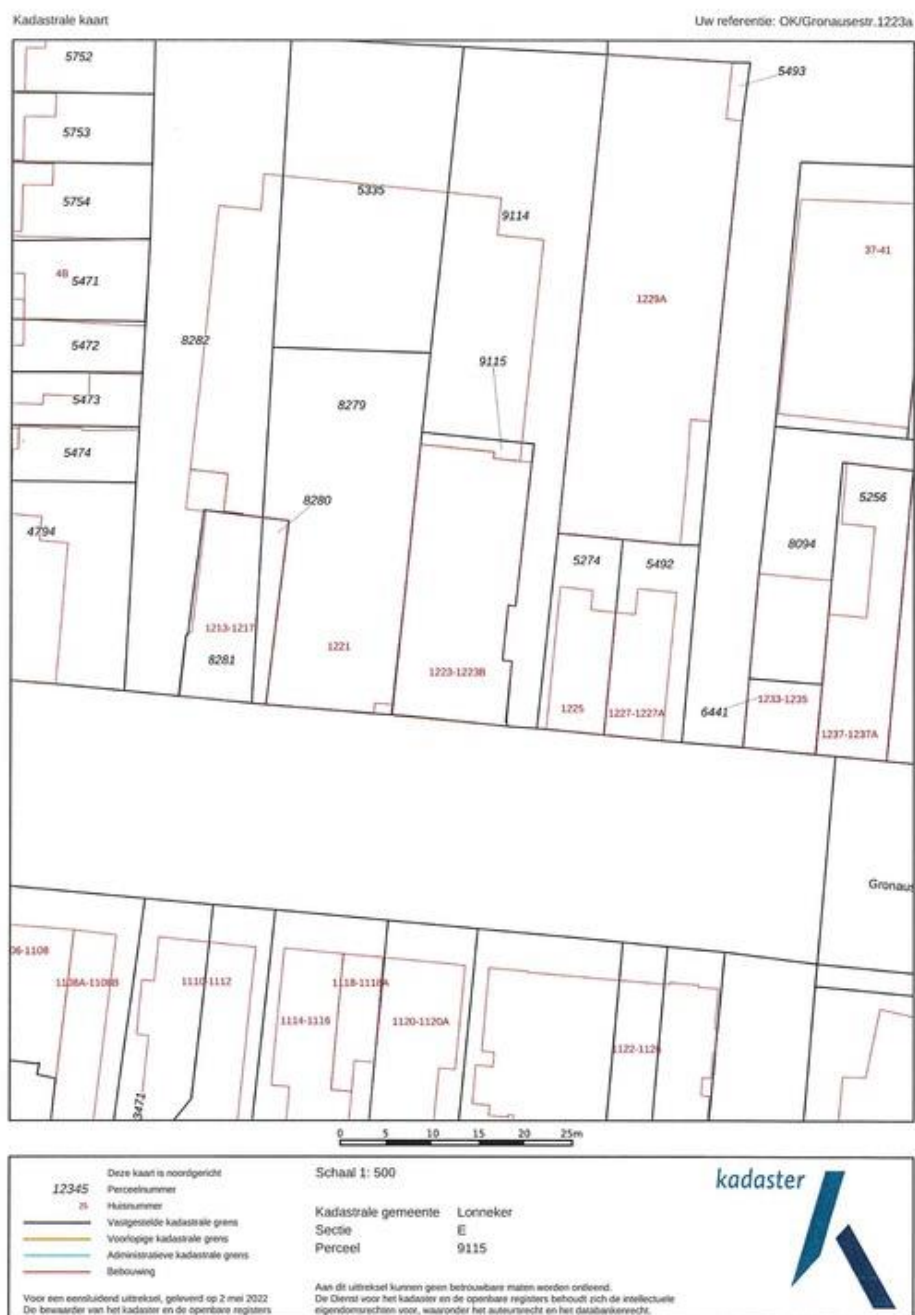 Kadastrale kaart
Uw referentie: OK/Gronausestr.1223a
5752
5493
5753
5754
5335
9114
37-41
4B
5471
1229A
8282
5472
9115
5473
8279
5474
8280
5256
4794
8094
5274
5492
1213-1217
1221
8281
1223-1223B
1225
1227-1227A
6441
1233-1235
1237-1237A
Gronaus
06-1108
1108A-1108B
1110-1112
1118-1118A
1114-1116
1120-1120A
1122-1126
3471
0 5 10 15 20 25m
Deze kaart is noordgericht
12345 Perceelnummer
25 Huisnummer
Vastgestelde kadastrale grens
Voorlopige kadastrale grens
Administratieve kadastrale grens
Bebouwing
Voor een eensluidend uittreksel, geleverd op 2 mei 2022
De bewaarder van het kadaster en de openbare registers
Schaal 1: 500
Kadastrale gemeente Lonneker
Sectie E
Perceel 9115
Aan dit uittreksel kunnen geen betrouwbare maten worden ontleend.
De Dienst voor het kadaster en de openbare registers behoudt zich de intellectuele
eigendomsrechten voor, waaronder het auteursrecht en het databankenrecht.
kadaster